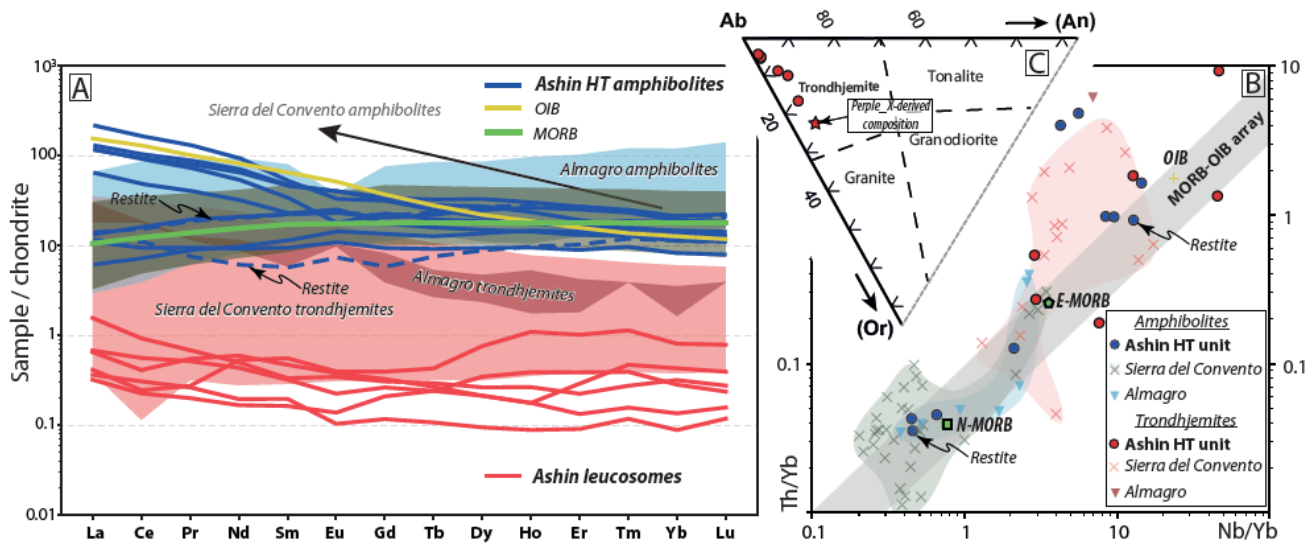 A
Sample / chondrite
10³
100
10
1
0.1
0.01
La Ce Pr Nd Sm Eu Gd Tb Dy Ho Er Tm Yb Lu
Ashin HT amphibolites
OIB
MORB
Sierra del Convento amphibolites
Almagro amphibolites
Restite
Restite
Almagro trondhjemites
Sierra del Convento trondhjemites
Ashin leucosomes
C
Ab
80
60
(An)
20
40
(Or)
Tonalite
Trondhjemite
Perple_X-derived
composition
Granodiorite
Granite
B
10
1
0.1
MORB-OIB array
OIB
Restite
E-MORB
N-MORB
Restite
Amphibolites
Ashin HT unit
Sierra del Convento
Almagro
Trondhjemites
Ashin HT unit
Sierra del Convento
Almagro
0.1
Th/Yb
0.1
1
10
Nb/Yb